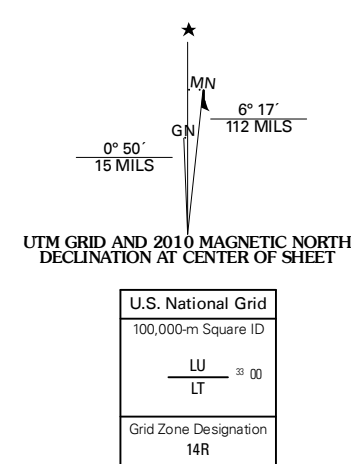 ★
MN
6° 17´
112 MILS
GN
0° 50´
15 MILS
UTM GRID AND 2010 MAGNETIC NORTH
DECLINATION AT CENTER OF SHEET
U.S. National Grid
100,000-m Square ID
LU
33 00
LT
Grid Zone Designation
14R